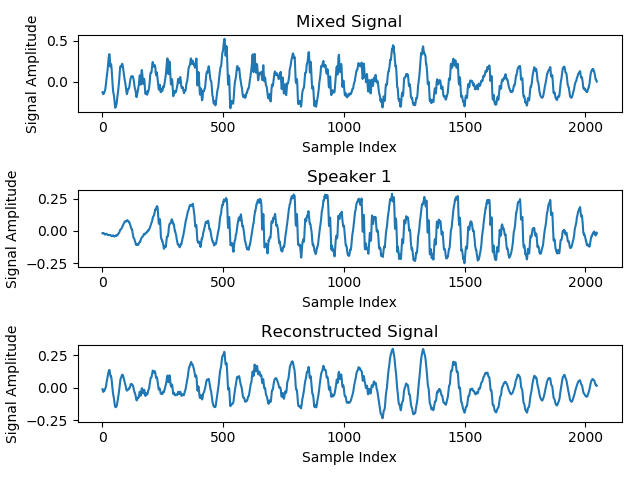 Mixed Signal
Signal Amplitude
0.5
0.0
0 500 1000 1500 2000
Sample Index
Speaker 1
Signal Amplitude
0.25
0.00
−0.25
0 500 1000 1500 2000
Sample Index
Reconstructed Signal
Signal Amplitude
0.25
0.00
−0.25
0 500 1000 1500 2000
Sample Index